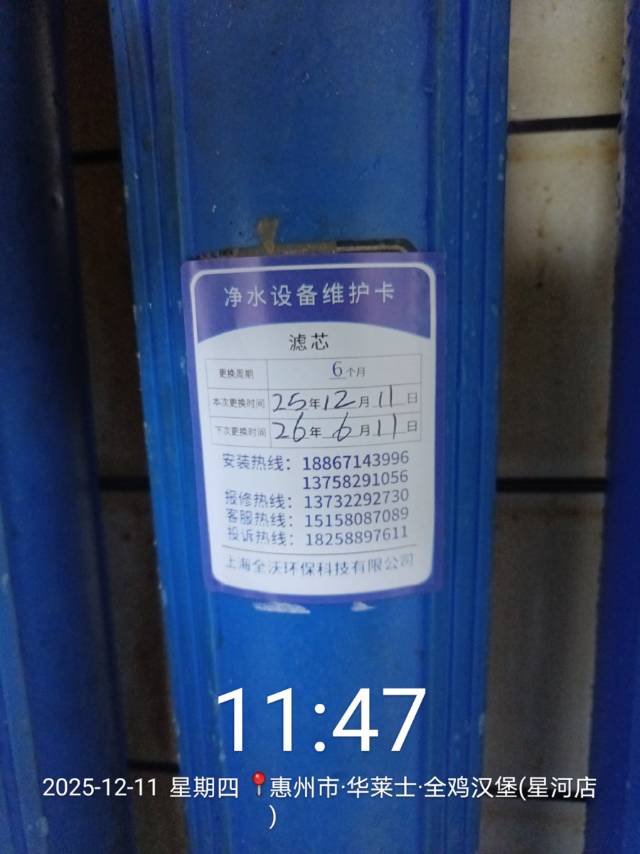 净水设备维护卡
滤芯
更换周期 6个月
本次更换时间 25年12月11日
下次更换时间 26年6月11日
安装热线：18867143996
13758291056
报修热线：13732292730
客服热线：15158087089
投诉热线：18258897611
上海全沃环保科技有限公司
11:47
2025-12-11 星期四 📍惠州市·华莱士·全鸡汉堡(星河店
)